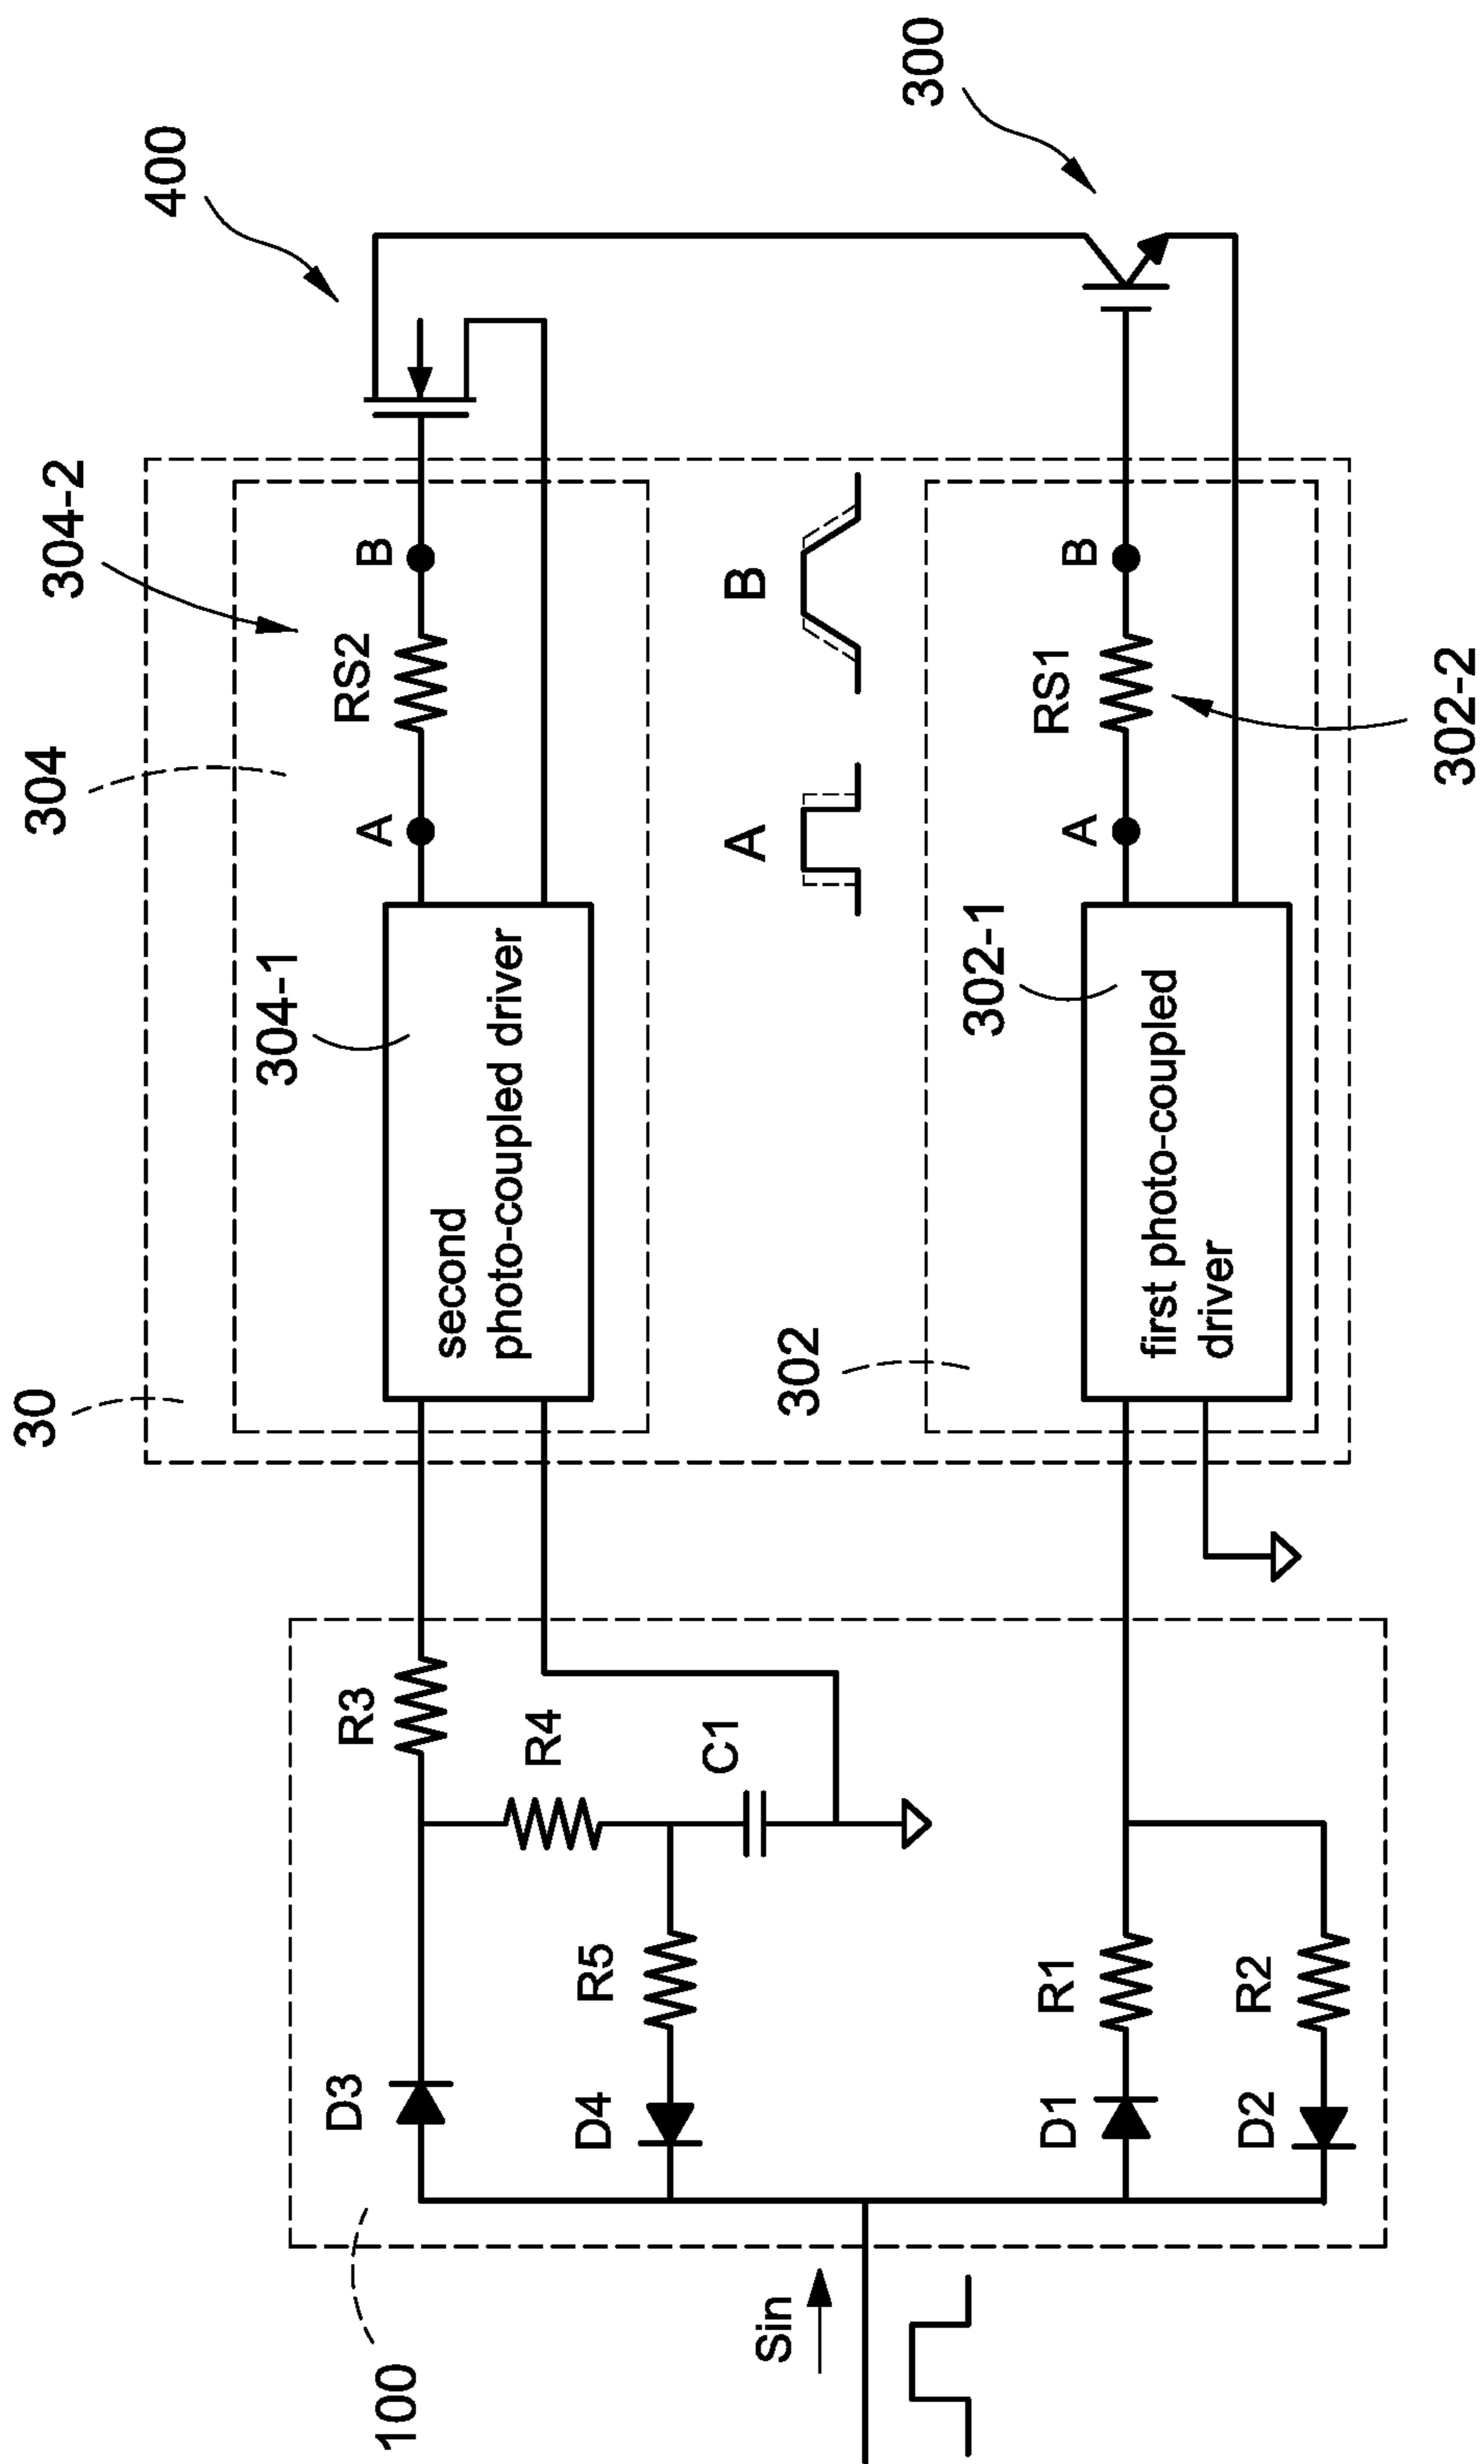 30
304
304-2
400
304-1
second
photo-coupled driver
A
RS2
B
100
D3
R3
R4
D4
R5
C1
Sin
A
B
300
302
302-1
first photo-coupled
driver
A
RS1
B
302-2
D1
R1
D2
R2